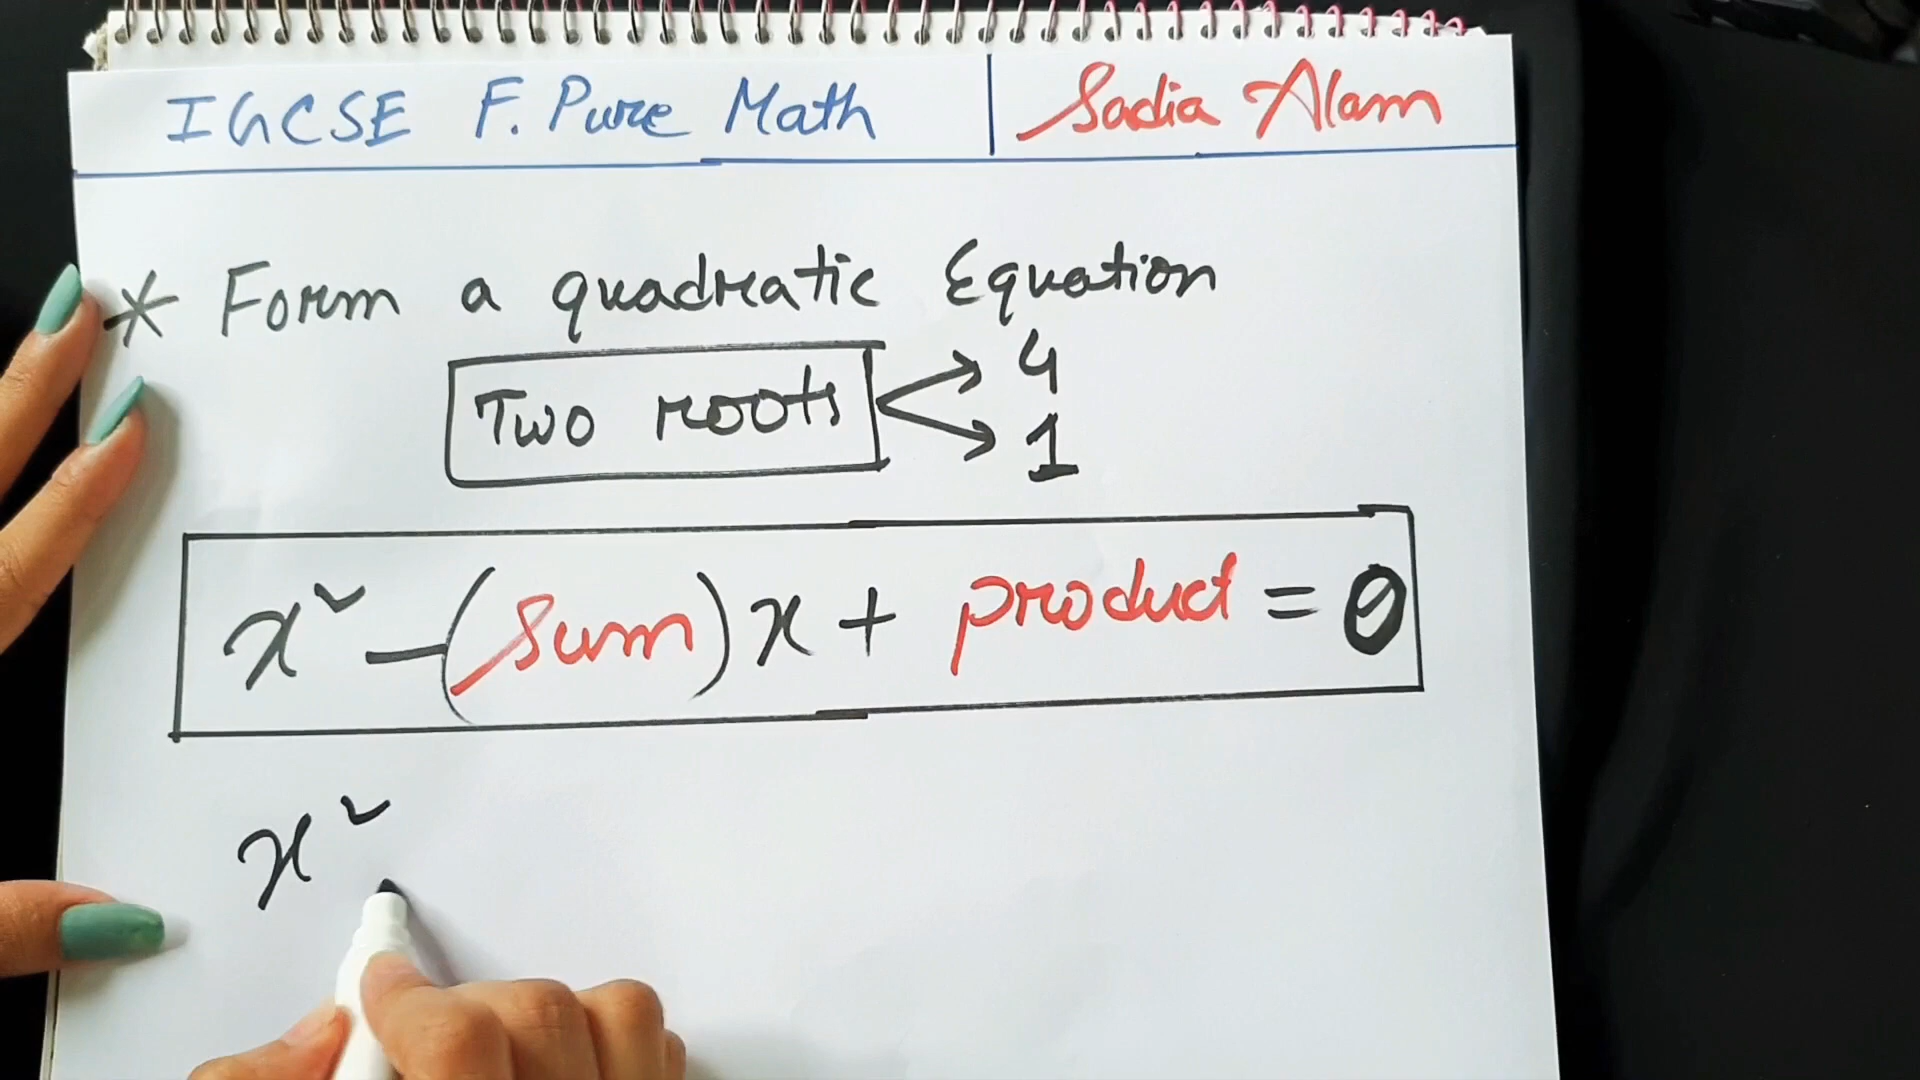 IGCSE F. Pure Math | Sadia Alam
* Form a quadratic Equation
Two roots
4
1
x² - (Sum) x + product = 0
x²